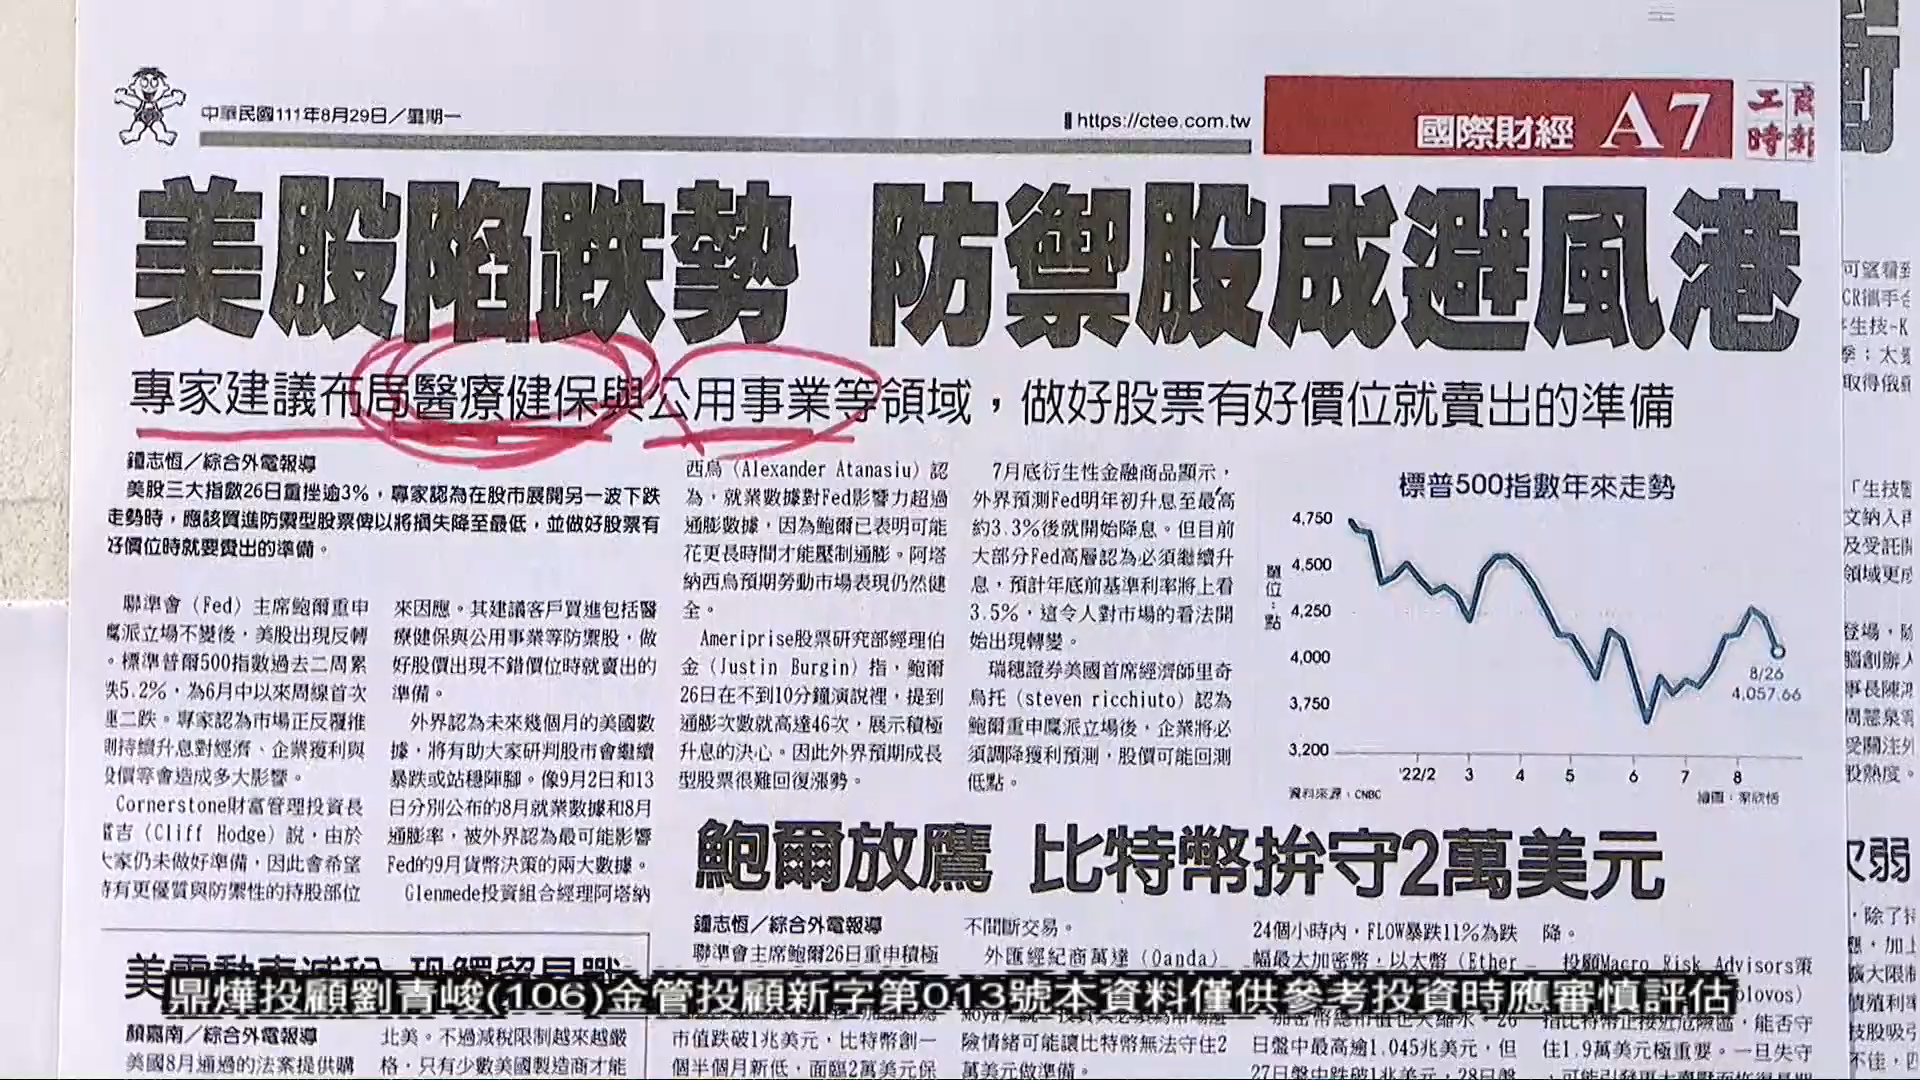 中華民國111年8月29日／星期一
https://ctee.com.tw
國際財經 A7
工商時報
美股陷跌勢 防禦股成避風港
專家建議布局醫療健保與公用事業等領域，做好股票有好價位就賣出的準備
鍾志恆／綜合外電報導
美股三大指數26日重挫逾3%，專家認為在股市展開另一波下跌
走勢時，應該買進防禦型股票俾以將損失降至最低，並做好股票有
好價位時就要賣出的準備。
聯準會（Fed）主席鮑爾重申
鷹派立場不變後，美股出現反轉
。標準普爾500指數過去二周累
跌5.2%，為6月中以來周線首次
連二跌。專家認為市場正反覆推
測持續升息對經濟、企業獲利與
股價等會造成多大影響。
Cornerstone財富管理投資長
吉（Cliff Hodge）說，由於
大家仍未做好準備，因此會希望
持有更優質與防禦性的持股部位
來因應。其建議客戶買進包括醫
療健保與公用事業等防禦股，做
好股價出現不錯價位時就賣出的
準備。
外界認為未來幾個月的美國數
據，將有助大家研判股市會繼續
暴跌或站穩陣腳。像9月2日和13
日分別公布的8月就業數據和8月
通膨率，被外界認為最可能影響
Fed的9月貨幣決策的兩大數據。
Glenmede投資組合經理阿塔納
西烏（Alexander Atanasiu）認
為，就業數據對Fed影響力超過
通膨數據，因為鮑爾已表明可能
花更長時間才能壓制通膨。阿塔
納西烏預期勞動市場表現仍然健
全。
Ameriprise股票研究部經理伯
金（Justin Burgin）指，鮑爾
26日在不到10分鐘演說裡，提到
通膨次數就高達46次，展示積極
升息的決心。因此外界預期成長
型股票很難回復漲勢。
7月底衍生性金融商品顯示，
外界預測Fed明年初升息至最高
約3.3%後就開始降息。但目前
大部分Fed高層認為必須繼續升
息，預計年底前基準利率將上看
3.5%，這令人對市場的看法開
始出現轉變。
瑞穗證券美國首席經濟師里奇
烏托（steven ricchiuto）認為
鮑爾重申鷹派立場後，企業將必
須調降獲利預測，股價可能回測
低點。
標普500指數年來走勢
單位：點
4,750
4,500
4,250
4,000
3,750
3,200
8/26
4,057.66
'22/2 3 4 5 6 7 8
資料來源：CNBC
繪圖：梁欣恬
鮑爾放鷹 比特幣拚守2萬美元
鍾志恆／綜合外電報導
聯準會主席鮑爾26日重申積極
市值跌破1兆美元，比特幣創一
個半月新低，面臨2萬美元保
不間斷交易。
外匯經紀商萬達（Oanda）
險情緒可能讓比特幣無法守住2
萬美元做準備。
24個小時內，FLOW暴跌11%為跌
幅最大加密幣，以太幣（Ether
日盤中最高逾1.045兆美元，但
27日盤中跌破1兆美元，28日盤
降。
投顧Macro Risk Advisors策
住1.9萬美元極重要。一旦失守
顏嘉南／綜合外電報導
美國8月通過的法案提供購
北美。不過減稅限制越來越嚴
格，只有少數美國製造商才能
鼎燁投顧劉青峻(106)金管投顧新字第013號本資料僅供參考投資時應審慎評估